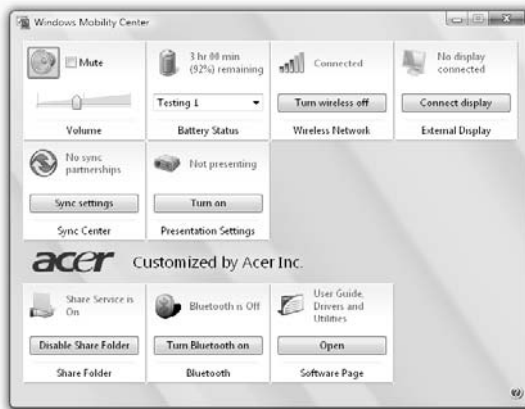 Windows Mobility Center
Mute
Volume
3 hr 00 min
(92%) remaining
Testing 1
Battery Status
Connected
Turn wireless off
Wireless Network
No display
connected
Connect display
External Display
No sync
partnerships
Sync settings
Sync Center
Not presenting
Turn on
Presentation Settings
acer Customized by Acer Inc.
Share Service is
On
Disable Share Folder
Share Folder
Bluetooth is Off
Turn Bluetooth on
Bluetooth
User Guide,
Drivers and
Utilities
Open
Software Page